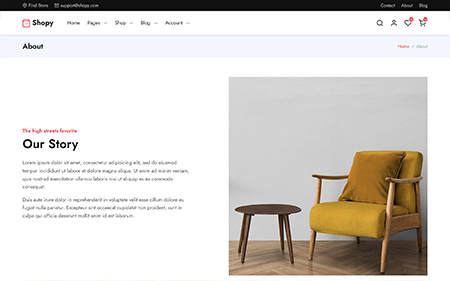 Find Store support@shopy.com Contact About Blog
Shopy Home Pages Shop Blog Account
About Home / About
The high streets favorite
Our Story
Lorem ipsum dolor sit amet, consectetur adipiscing elit, sed do eiusmod
tempor incididunt ut labore et dolore magna aliqua. Ut enim ad minim veniam,
quis nostrud exercitation ullamco laboris nisi ut aliquip ex ea commodo
consequat.
Duis aute irure dolor in reprehenderit in voluptate velit esse cillum dolore eu
fugiat nulla pariatur. Excepteur sint occaecat cupidatat non proident, sunt in
culpa qui officia deserunt mollit anim id est laborum.